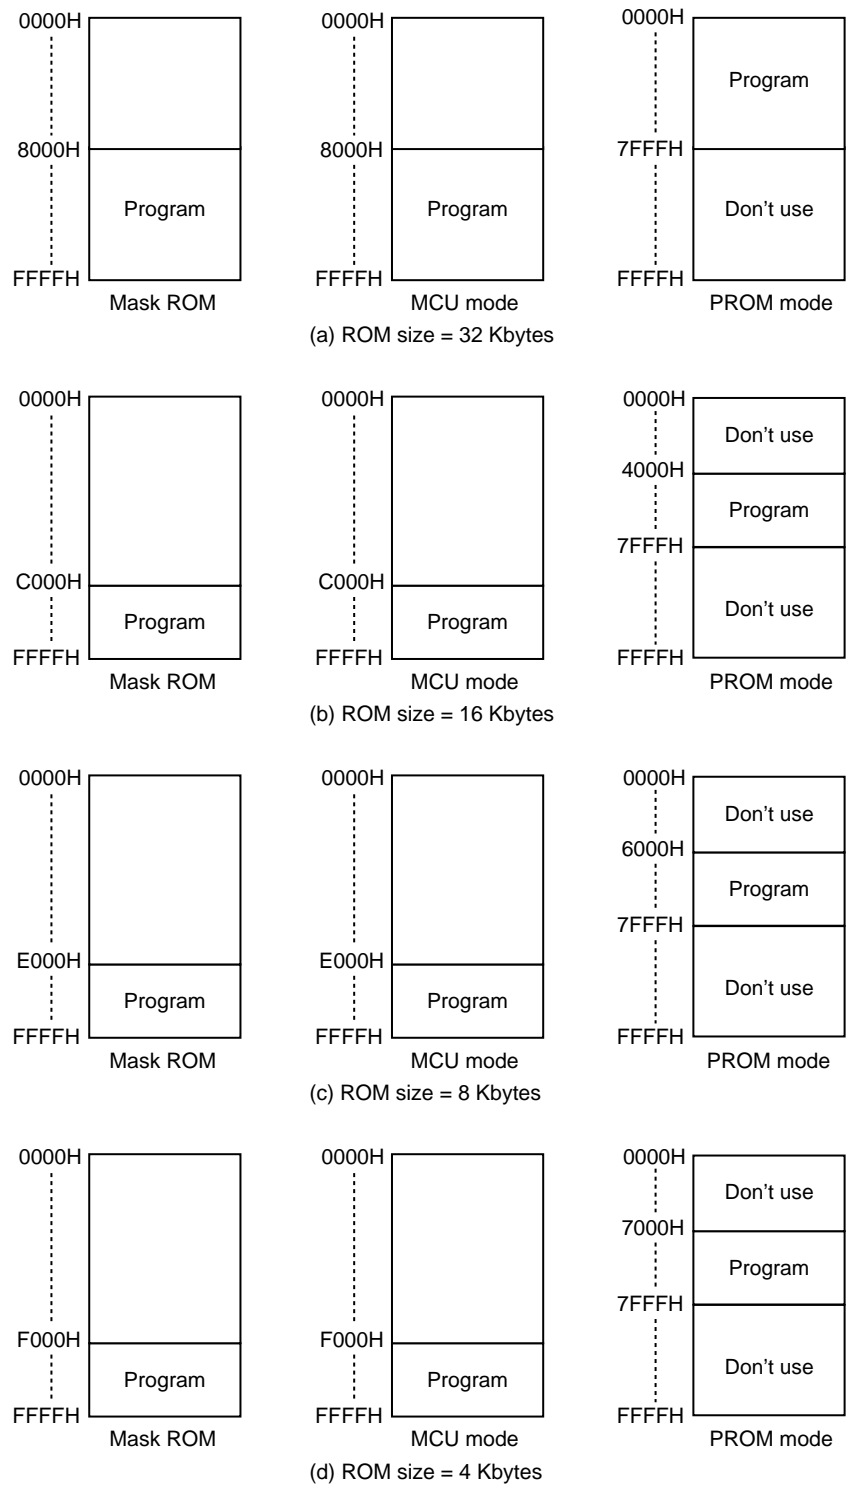 0000H 0000H 0000H
Program
8000H 8000H 7FFFH
Program Program Don't use
FFFFH FFFFH FFFFH
Mask ROM MCU mode PROM mode
(a) ROM size = 32 Kbytes
0000H 0000H 0000H
Don't use
4000H
Program
7FFFH
C000H C000H
Program Program Don't use
FFFFH FFFFH FFFFH
Mask ROM MCU mode PROM mode
(b) ROM size = 16 Kbytes
0000H 0000H 0000H
Don't use
6000H
Program
7FFFH
E000H E000H
Program Program Don't use
FFFFH FFFFH FFFFH
Mask ROM MCU mode PROM mode
(c) ROM size = 8 Kbytes
0000H 0000H 0000H
Don't use
7000H
Program
7FFFH
F000H F000H
Program Program Don't use
FFFFH FFFFH FFFFH
Mask ROM MCU mode PROM mode
(d) ROM size = 4 Kbytes